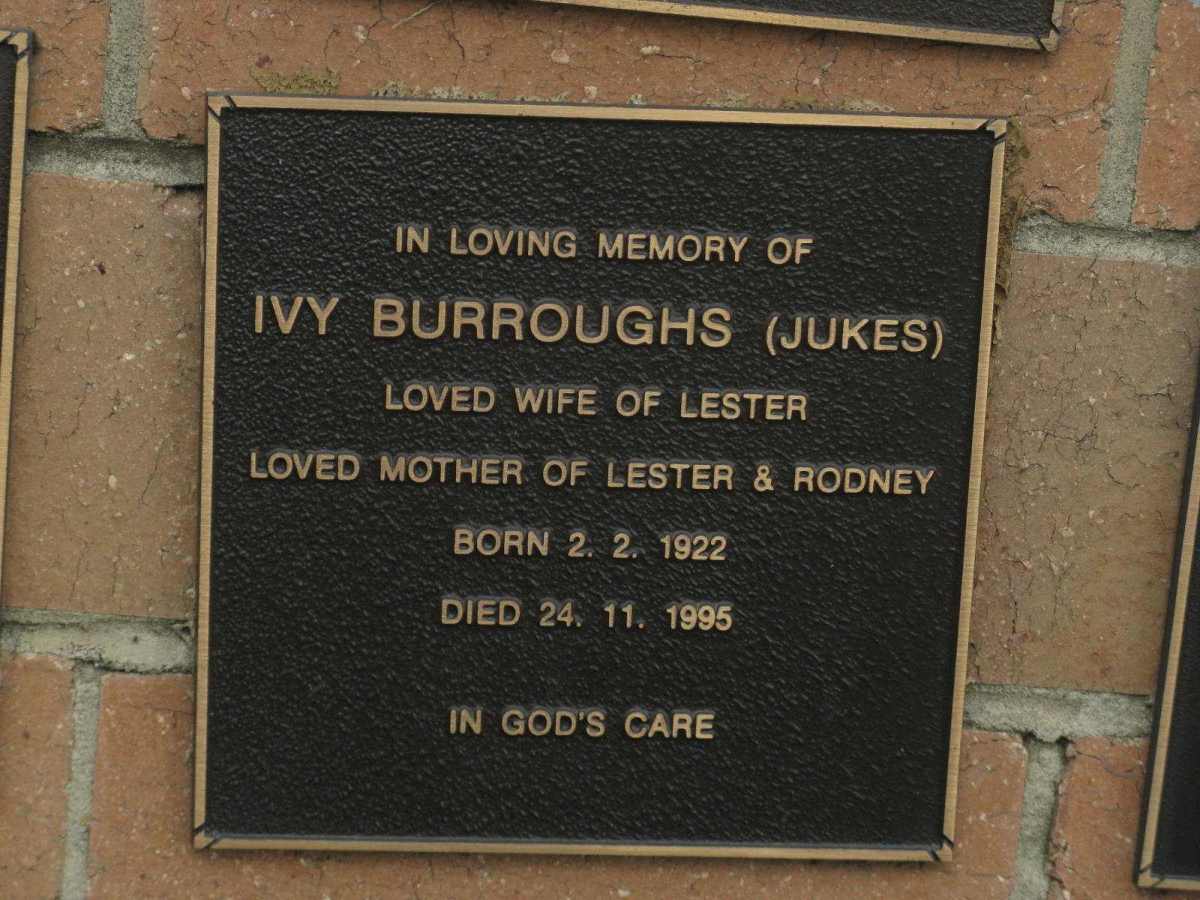 IN LOVING MEMORY OF
IVY BURROUGHS (JUKES)
LOVED WIFE OF LESTER
LOVED MOTHER OF LESTER & RODNEY
BORN 2. 2. 1922
DIED 24. 11. 1995
IN GOD'S CARE